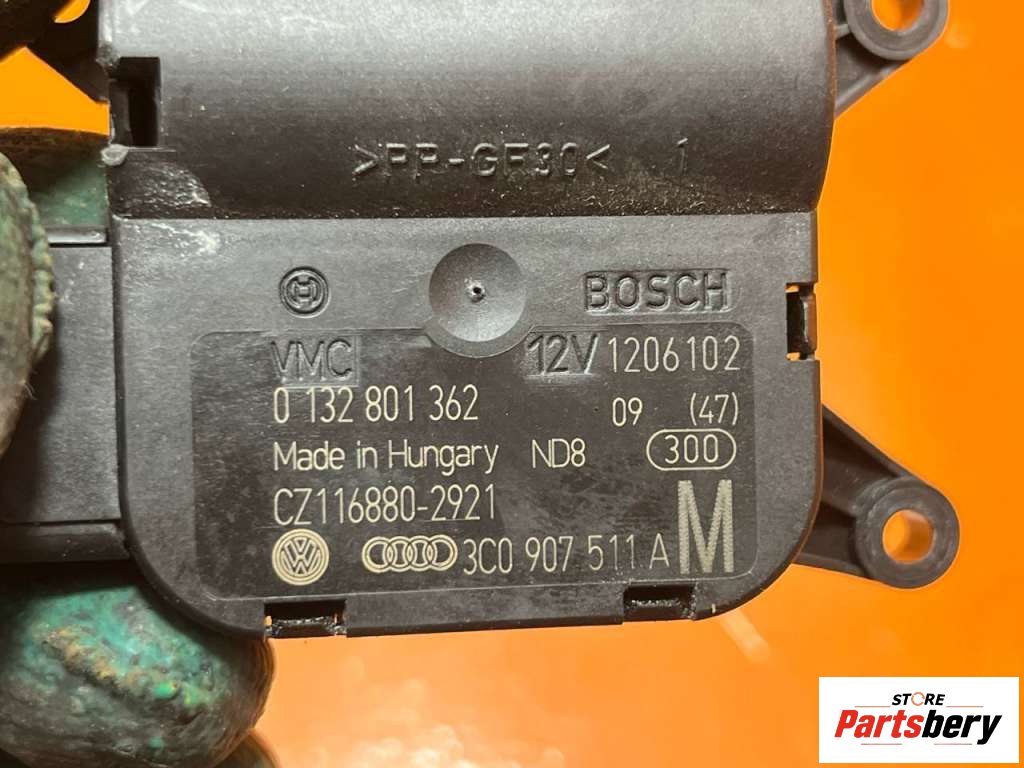 >PP-GF30< 1
BOSCH
VMC 12V 1206102
0 132 801 362 09 (47)
Made in Hungary ND8 300
CZ116880-2921
3C0 907 511 A M
STORE
Partsbery